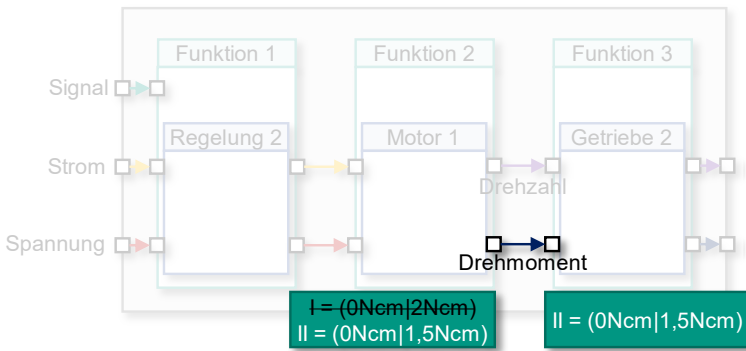 Funktion 1 Funktion 2 Funktion 3
Signal
Regelung 2 Motor 1 Getriebe 2
Strom
Drehzahl
Spannung
Drehmoment
I = (0Ncm|2Ncm)
II = (0Ncm|1,5Ncm)
II = (0Ncm|1,5Ncm)